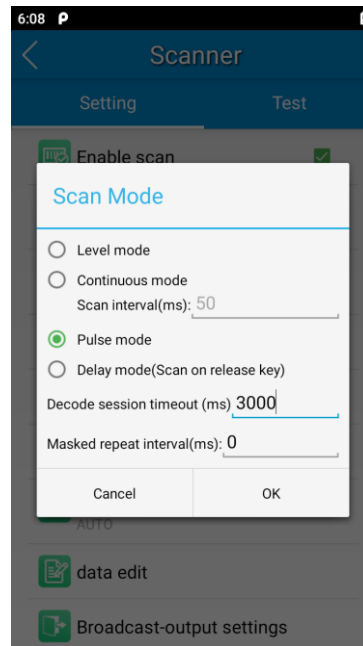 6:08
Scanner
Setting Test
Enable scan
Scan Mode
Level mode
Continuous mode
Scan interval(ms): 50
Pulse mode
Delay mode(Scan on release key)
Decode session timeout (ms) 3000
Masked repeat interval(ms): 0
Cancel OK
AUTO
data edit
Broadcast-output settings